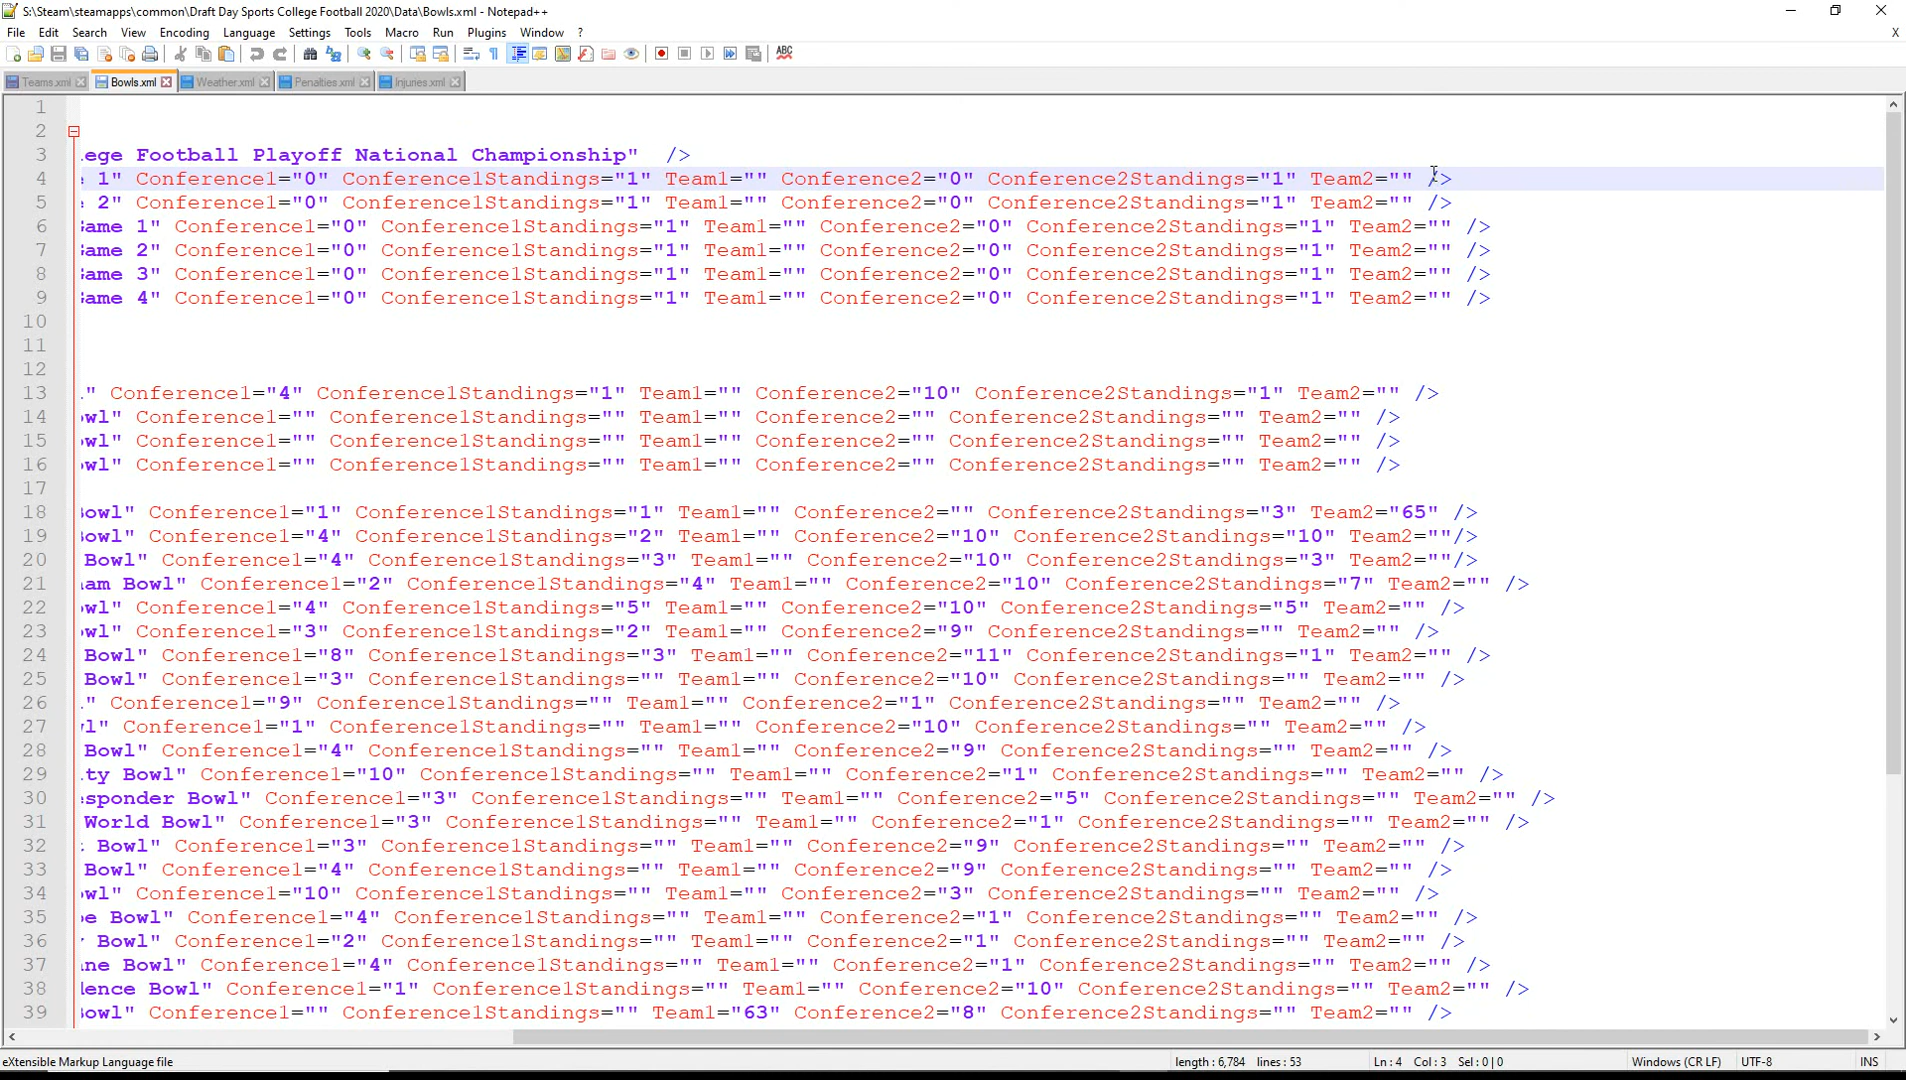 S:\Steam\steamapps\common\Draft Day Sports College Football 2020\Data\Bowls.xml - Notepad++
File Edit Search View Encoding Language Settings Tools Macro Run Plugins Window ? X
ABC
Teams.xml Bowls.xml Weather.xml Penalties.xml Injuries.xml
1
2
3 lege Football Playoff National Championship" />
4 e 1" Conference1="0" Conference1Standings="1" Team1="" Conference2="0" Conference2Standings="1" Team2="" />
5 e 2" Conference1="0" Conference1Standings="1" Team1="" Conference2="0" Conference2Standings="1" Team2="" />
6 Game 1" Conference1="0" Conference1Standings="1" Team1="" Conference2="0" Conference2Standings="1" Team2="" />
7 Game 2" Conference1="0" Conference1Standings="1" Team1="" Conference2="0" Conference2Standings="1" Team2="" />
8 Game 3" Conference1="0" Conference1Standings="1" Team1="" Conference2="0" Conference2Standings="1" Team2="" />
9 Game 4" Conference1="0" Conference1Standings="1" Team1="" Conference2="0" Conference2Standings="1" Team2="" />
10
11
12
13 " Conference1="4" Conference1Standings="1" Team1="" Conference2="10" Conference2Standings="1" Team2="" />
14 owl" Conference1="" Conference1Standings="" Team1="" Conference2="" Conference2Standings="" Team2="" />
15 owl" Conference1="" Conference1Standings="" Team1="" Conference2="" Conference2Standings="" Team2="" />
16 owl" Conference1="" Conference1Standings="" Team1="" Conference2="" Conference2Standings="" Team2="" />
17
18 Bowl" Conference1="1" Conference1Standings="1" Team1="" Conference2="" Conference2Standings="3" Team2="65" />
19 Bowl" Conference1="4" Conference1Standings="2" Team1="" Conference2="10" Conference2Standings="10" Team2=""/>
20 Bowl" Conference1="4" Conference1Standings="3" Team1="" Conference2="10" Conference2Standings="3" Team2=""/>
21 ham Bowl" Conference1="2" Conference1Standings="4" Team1="" Conference2="10" Conference2Standings="7" Team2="" />
22 owl" Conference1="4" Conference1Standings="5" Team1="" Conference2="10" Conference2Standings="5" Team2="" />
23 owl" Conference1="3" Conference1Standings="2" Team1="" Conference2="9" Conference2Standings="" Team2="" />
24 Bowl" Conference1="8" Conference1Standings="3" Team1="" Conference2="11" Conference2Standings="1" Team2="" />
25 Bowl" Conference1="3" Conference1Standings="" Team1="" Conference2="10" Conference2Standings="" Team2="" />
26 " Conference1="9" Conference1Standings="" Team1="" Conference2="1" Conference2Standings="" Team2="" />
27 wl" Conference1="1" Conference1Standings="" Team1="" Conference2="10" Conference2Standings="" Team2="" />
28 Bowl" Conference1="4" Conference1Standings="" Team1="" Conference2="9" Conference2Standings="" Team2="" />
29 ity Bowl" Conference1="10" Conference1Standings="" Team1="" Conference2="1" Conference2Standings="" Team2="" />
30 esponder Bowl" Conference1="3" Conference1Standings="" Team1="" Conference2="5" Conference2Standings="" Team2="" />
31 World Bowl" Conference1="3" Conference1Standings="" Team1="" Conference2="1" Conference2Standings="" Team2="" />
32 Bowl" Conference1="3" Conference1Standings="" Team1="" Conference2="9" Conference2Standings="" Team2="" />
33 Bowl" Conference1="4" Conference1Standings="" Team1="" Conference2="9" Conference2Standings="" Team2="" />
34 owl" Conference1="10" Conference1Standings="" Team1="" Conference2="3" Conference2Standings="" Team2="" />
35 pe Bowl" Conference1="4" Conference1Standings="" Team1="" Conference2="1" Conference2Standings="" Team2="" />
36 Bowl" Conference1="2" Conference1Standings="" Team1="" Conference2="1" Conference2Standings="" Team2="" />
37 ne Bowl" Conference1="4" Conference1Standings="" Team1="" Conference2="1" Conference2Standings="" Team2="" />
38 dence Bowl" Conference1="1" Conference1Standings="" Team1="" Conference2="10" Conference2Standings="" Team2="" />
39 Bowl" Conference1="" Conference1Standings="" Team1="63" Conference2="8" Conference2Standings="" Team2="" />
eXtensible Markup Language file length : 6,784 lines : 53 Ln : 4 Col : 3 Sel : 0 | 0 Windows (CR LF) UTF-8 INS